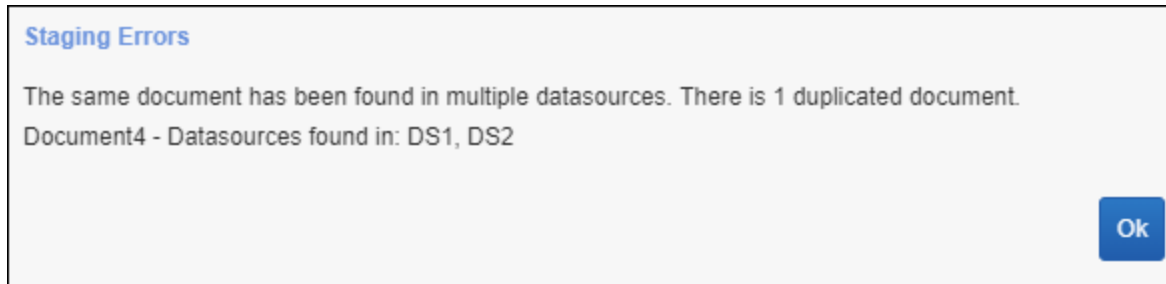 Staging Errors
The same document has been found in multiple datasources. There is 1 duplicated document.
Document4 - Datasources found in: DS1, DS2
Ok